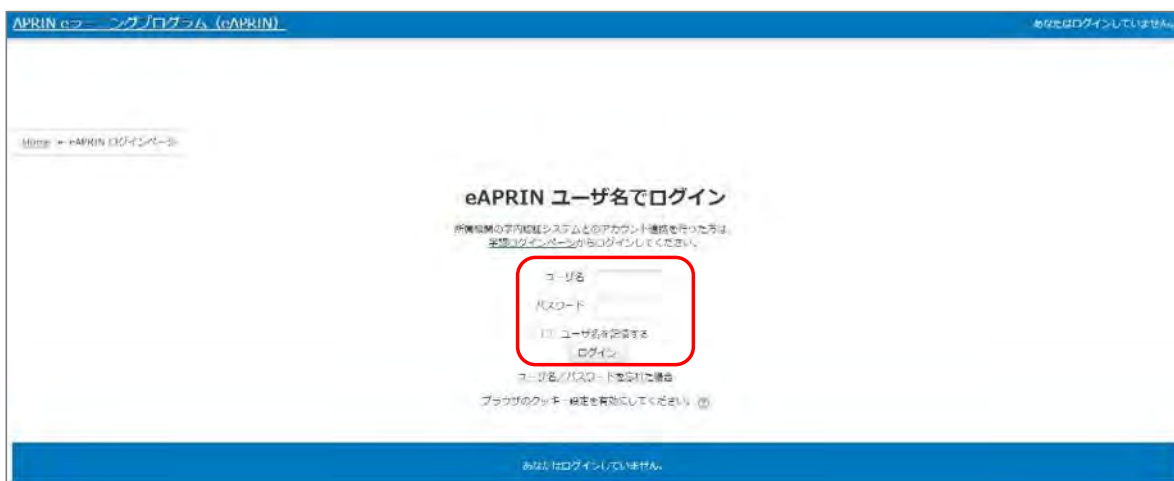 APRIN eラーニングプログラム (eAPRIN)
あなたはログインしていません。
Home ► eAPRIN ログインページ
eAPRIN ユーザ名でログイン
所属機関の学内認証システムとのアカウント連携を行った方は、
学認ログインページからログインしてください。
ユーザ名
パスワード
ユーザ名を記憶する
ログイン
ユーザ名/パスワードを忘れた場合
ブラウザのクッキー設定を有効にしてください。
あなたはログインしていません。